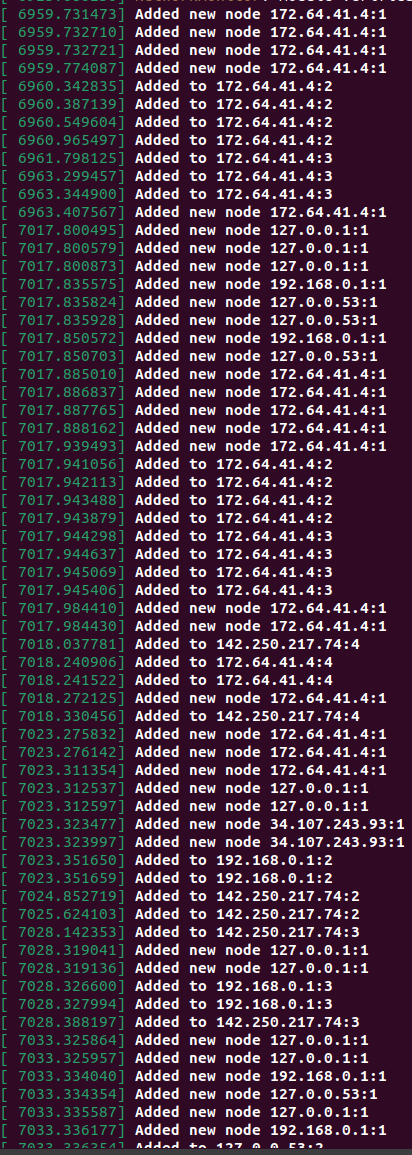 [ 6959.731473] Added new node 172.64.41.4:1
[ 6959.732710] Added new node 172.64.41.4:1
[ 6959.732721] Added new node 172.64.41.4:1
[ 6959.774087] Added new node 172.64.41.4:1
[ 6960.342835] Added to 172.64.41.4:2
[ 6960.387139] Added to 172.64.41.4:2
[ 6960.549604] Added to 172.64.41.4:2
[ 6960.965497] Added to 172.64.41.4:2
[ 6961.798125] Added to 172.64.41.4:3
[ 6963.299457] Added to 172.64.41.4:3
[ 6963.344900] Added to 172.64.41.4:3
[ 6963.407567] Added new node 172.64.41.4:1
[ 7017.800495] Added new node 127.0.0.1:1
[ 7017.800579] Added new node 127.0.0.1:1
[ 7017.800873] Added new node 127.0.0.1:1
[ 7017.835575] Added new node 192.168.0.1:1
[ 7017.835824] Added new node 127.0.0.53:1
[ 7017.835928] Added new node 127.0.0.53:1
[ 7017.850572] Added new node 192.168.0.1:1
[ 7017.850703] Added new node 127.0.0.53:1
[ 7017.885010] Added new node 172.64.41.4:1
[ 7017.886837] Added new node 172.64.41.4:1
[ 7017.887765] Added new node 172.64.41.4:1
[ 7017.888162] Added new node 172.64.41.4:1
[ 7017.939493] Added new node 172.64.41.4:1
[ 7017.941056] Added to 172.64.41.4:2
[ 7017.942113] Added to 172.64.41.4:2
[ 7017.943488] Added to 172.64.41.4:2
[ 7017.943879] Added to 172.64.41.4:2
[ 7017.944298] Added to 172.64.41.4:3
[ 7017.944637] Added to 172.64.41.4:3
[ 7017.945069] Added to 172.64.41.4:3
[ 7017.945406] Added to 172.64.41.4:3
[ 7017.984410] Added new node 172.64.41.4:1
[ 7017.984430] Added new node 172.64.41.4:1
[ 7018.037781] Added to 142.250.217.74:4
[ 7018.240906] Added to 172.64.41.4:4
[ 7018.241522] Added to 172.64.41.4:4
[ 7018.272125] Added new node 172.64.41.4:1
[ 7018.330456] Added to 142.250.217.74:4
[ 7023.275832] Added new node 172.64.41.4:1
[ 7023.276142] Added new node 172.64.41.4:1
[ 7023.311354] Added new node 172.64.41.4:1
[ 7023.312537] Added new node 127.0.0.1:1
[ 7023.312597] Added new node 127.0.0.1:1
[ 7023.323477] Added new node 34.107.243.93:1
[ 7023.323997] Added new node 34.107.243.93:1
[ 7023.351650] Added to 192.168.0.1:2
[ 7023.351659] Added to 192.168.0.1:2
[ 7024.852719] Added to 142.250.217.74:2
[ 7025.624103] Added to 142.250.217.74:2
[ 7028.142353] Added to 142.250.217.74:3
[ 7028.319041] Added new node 127.0.0.1:1
[ 7028.319136] Added new node 127.0.0.1:1
[ 7028.326600] Added to 192.168.0.1:3
[ 7028.327994] Added to 192.168.0.1:3
[ 7028.388197] Added to 142.250.217.74:3
[ 7033.325864] Added new node 127.0.0.1:1
[ 7033.325957] Added new node 127.0.0.1:1
[ 7033.334040] Added new node 192.168.0.1:1
[ 7033.334354] Added new node 127.0.0.53:1
[ 7033.335587] Added new node 127.0.0.1:1
[ 7033.336177] Added new node 192.168.0.1:1
[ 7033.336354] Added to 127.0.0.53:2